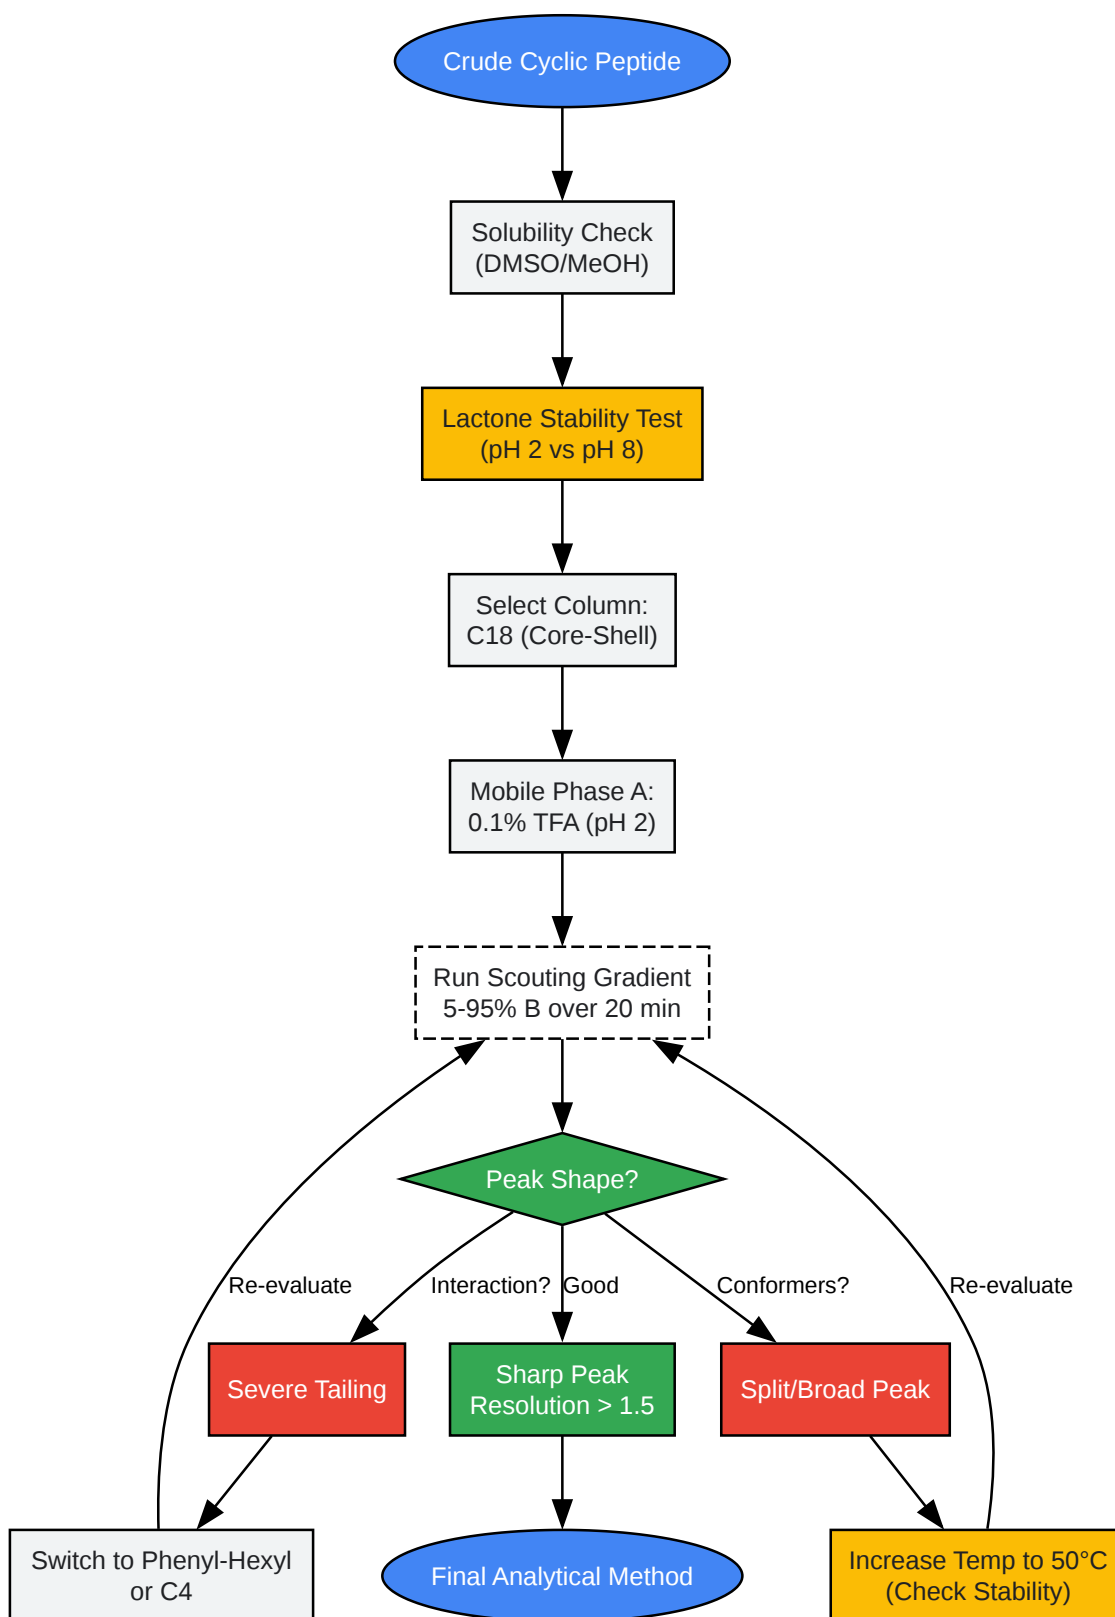 Crude Cyclic Peptide
Solubility Check
(DMSO/MeOH)
Lactone Stability Test
(pH 2 vs pH 8)
Select Column:
C18 (Core-Shell)
Mobile Phase A:
0.1% TFA (pH 2)
Run Scouting Gradient
5-95% B over 20 min
Peak Shape?
Re-evaluate
Interaction?
Good
Conformers?
Re-evaluate
Severe Tailing
Sharp Peak
Resolution > 1.5
Split/Broad Peak
Switch to Phenyl-Hexyl
or C4
Final Analytical Method
Increase Temp to 50°C
(Check Stability)